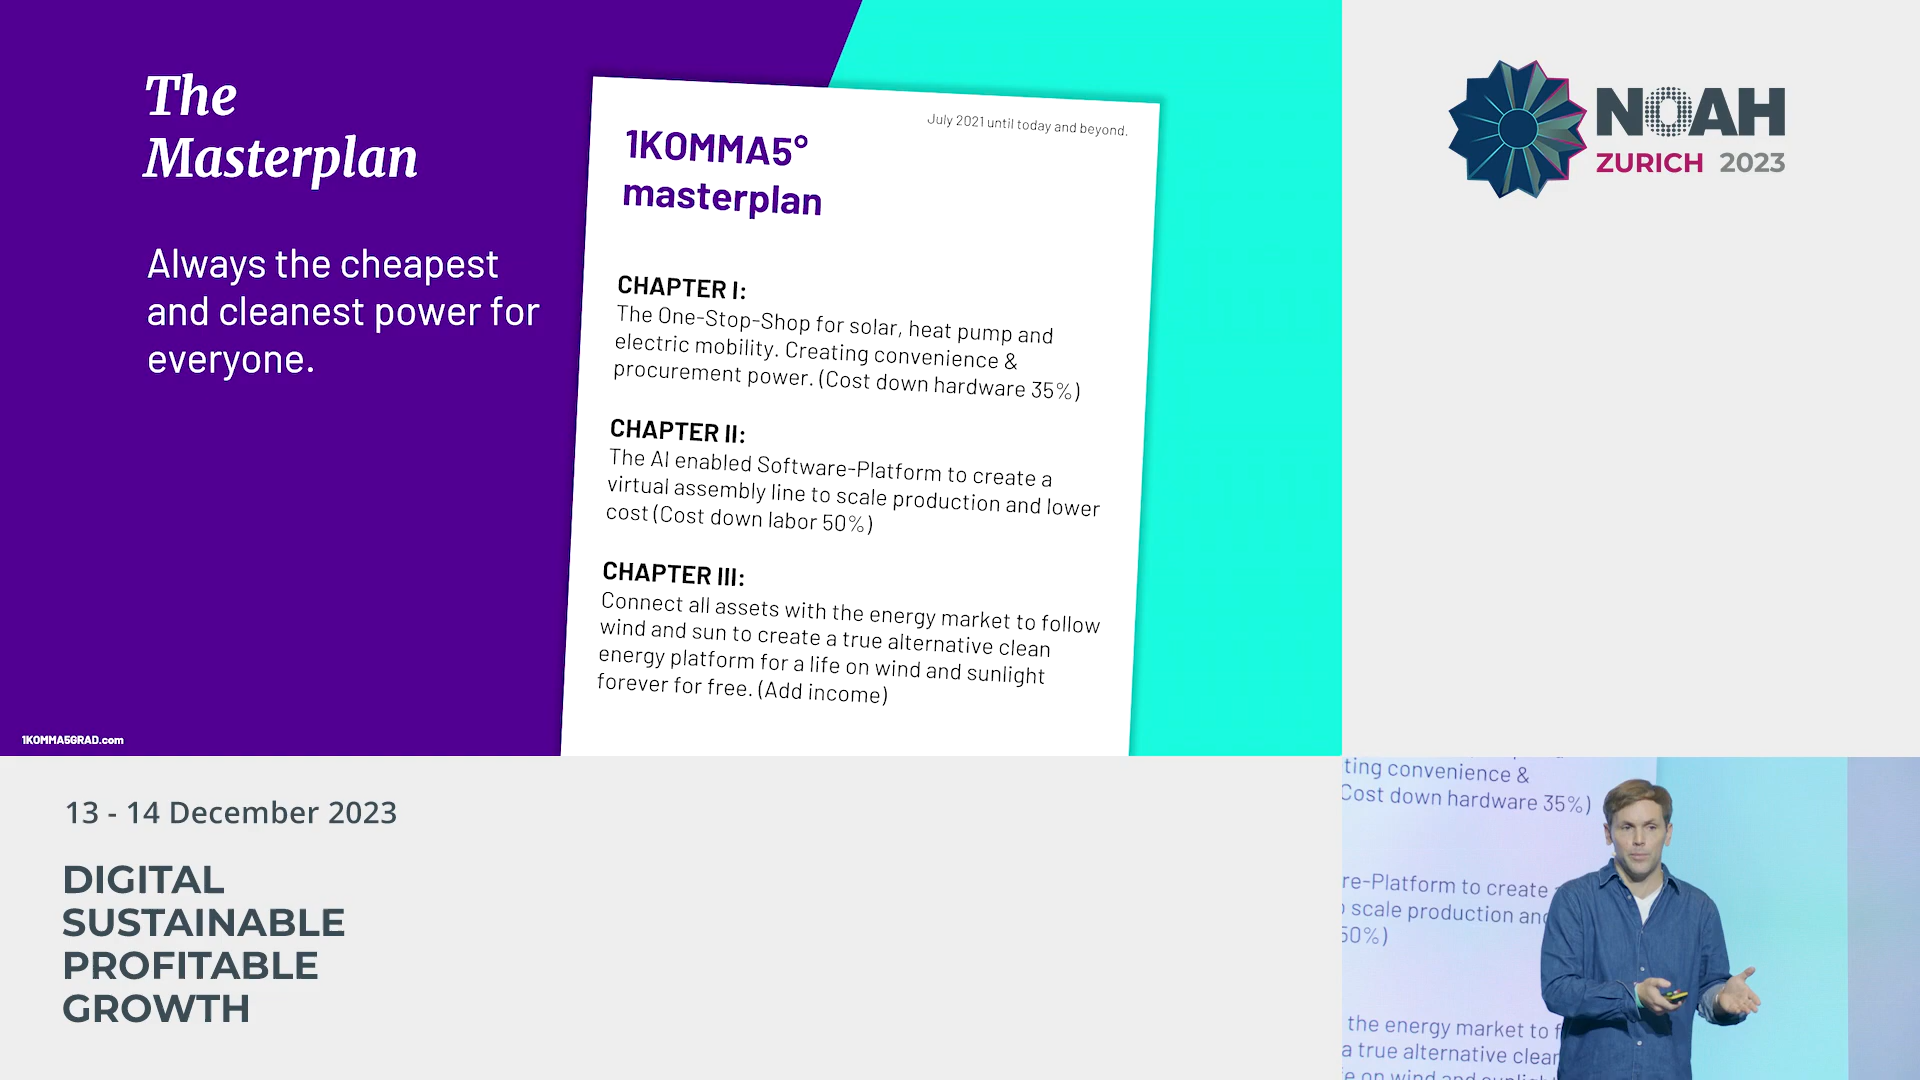 The
Masterplan
Always the cheapest
and cleanest power for
everyone.
July 2021 until today and beyond.
1KOMMA5°
masterplan
CHAPTER I:
The One-Stop-Shop for solar, heat pump and
electric mobility. Creating convenience &
procurement power. (Cost down hardware 35%)
CHAPTER II:
The AI enabled Software-Platform to create a
virtual assembly line to scale production and lower
cost (Cost down labor 50%)
CHAPTER III:
Connect all assets with the energy market to follow
wind and sun to create a true alternative clean
energy platform for a life on wind and sunlight
forever for free. (Add income)
1KOMMA5GRAD.com
NOAH
ZURICH 2023
13 - 14 December 2023
DIGITAL
SUSTAINABLE
PROFITABLE
GROWTH
ting convenience &
Cost down hardware 35%)
re-Platform to create
scale production and
50%)
the energy market to f
a true alternative clean
on wind and sunlight